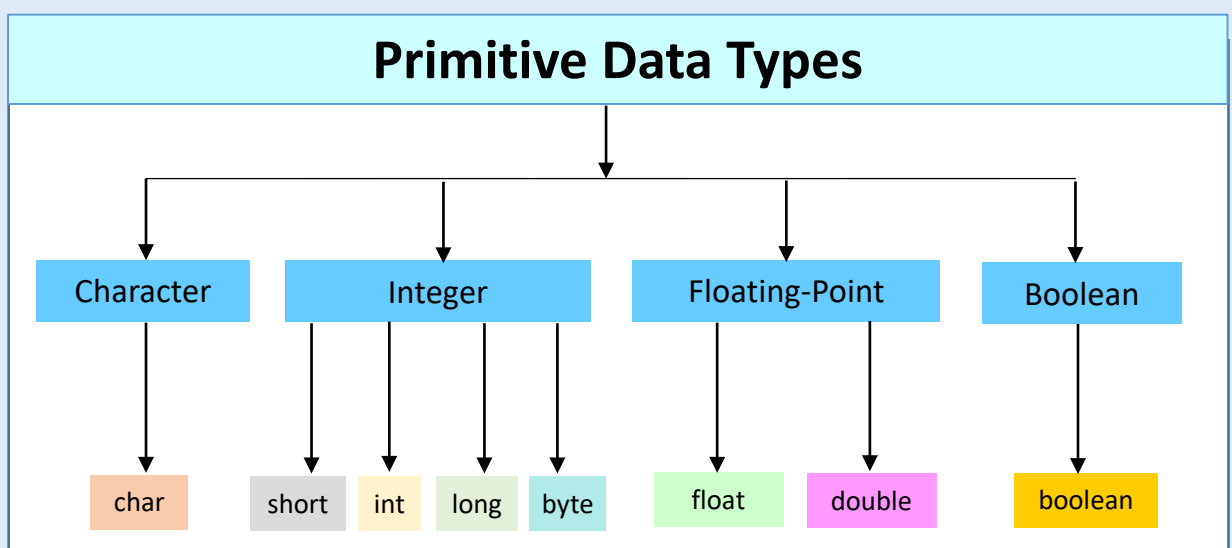 Primitive Data Types
Character Integer Floating-Point Boolean
char short int long byte float double boolean